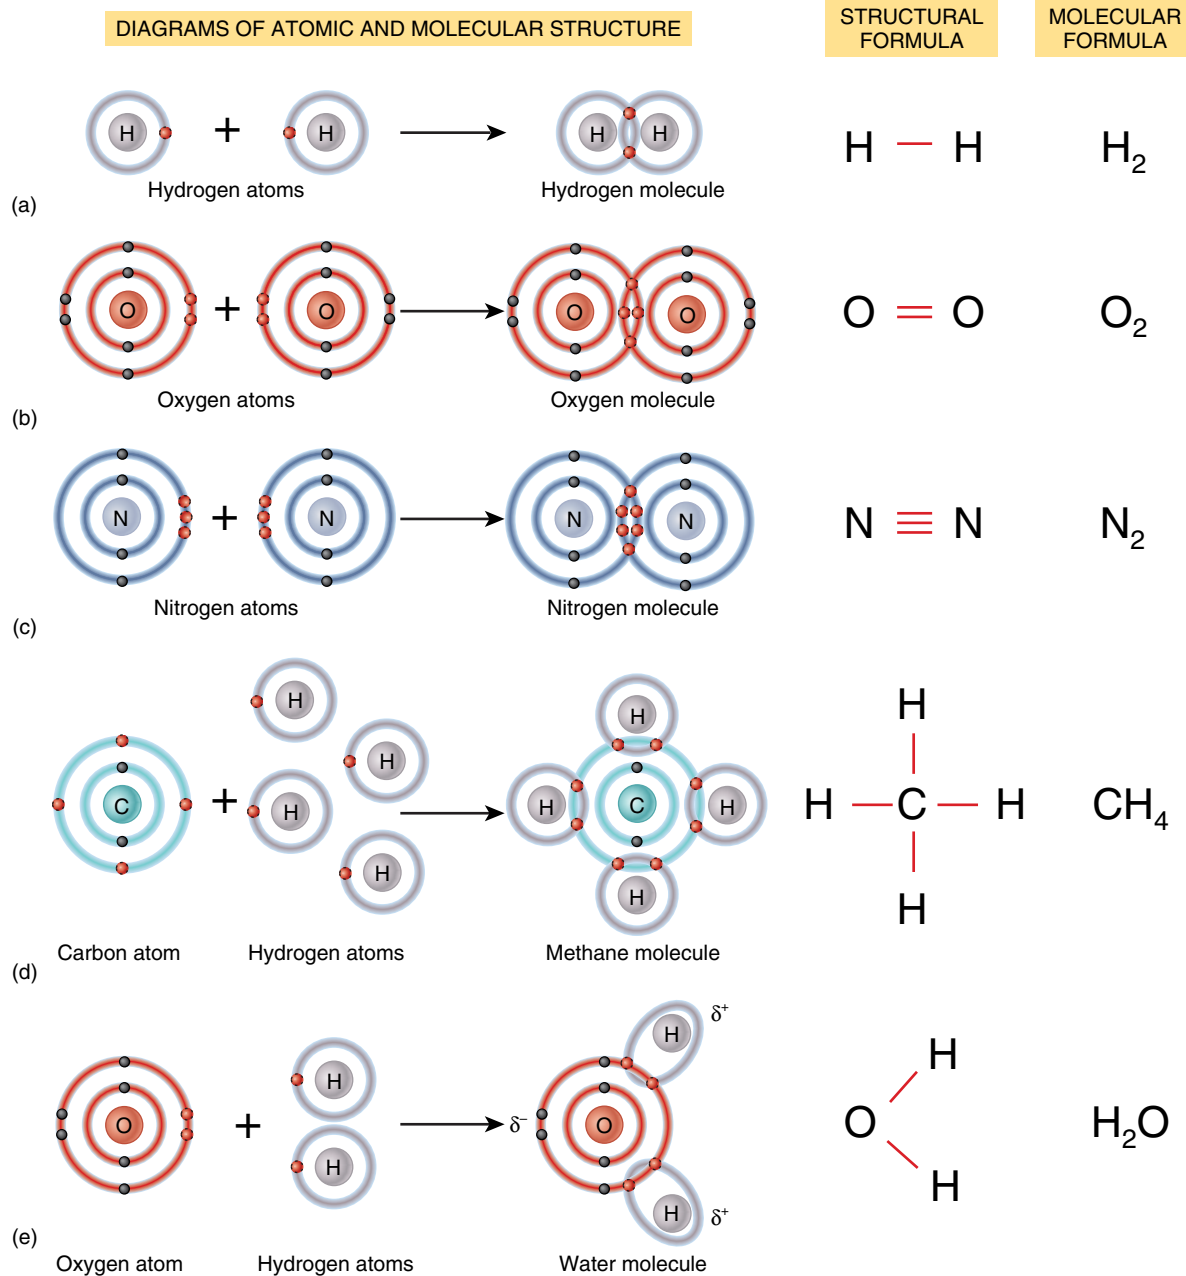 DIAGRAMS OF ATOMIC AND MOLECULAR STRUCTURE
STRUCTURAL
FORMULA
MOLECULAR
FORMULA
H + H H H
H — H
H₂
Hydrogen atoms
Hydrogen molecule
(a)
O + O O O
O = O
O₂
Oxygen atoms
Oxygen molecule
(b)
N + N N N
N ≡ N
N₂
Nitrogen atoms
Nitrogen molecule
(c)
H
H
H
H
C +
H
H
C
H
H
H
H — C — H
H
CH₄
Carbon atom
Hydrogen atoms
Methane molecule
(d)
O +
H
H
δ⁻
O
H
δ⁺
H
δ⁺
H
O
H
H₂O
(e)
Oxygen atom
Hydrogen atoms
Water molecule